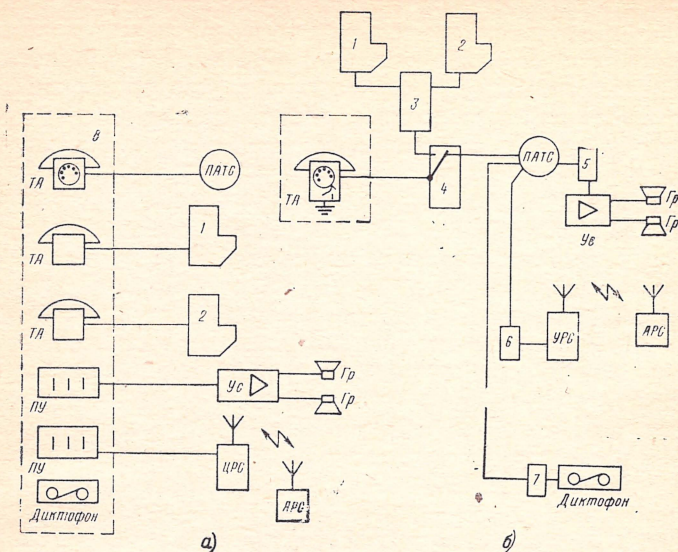 В
ТА
ПАТС
ТА
1
ТА
2
ПУ
Ус
Гр
Гр
ПУ
ЦРС
АРС
Диктофон
а)
1
2
3
ТА
4
ПАТС
5
Ув
Гр
Гр
6
УРС
АРС
7
Диктофон
б)